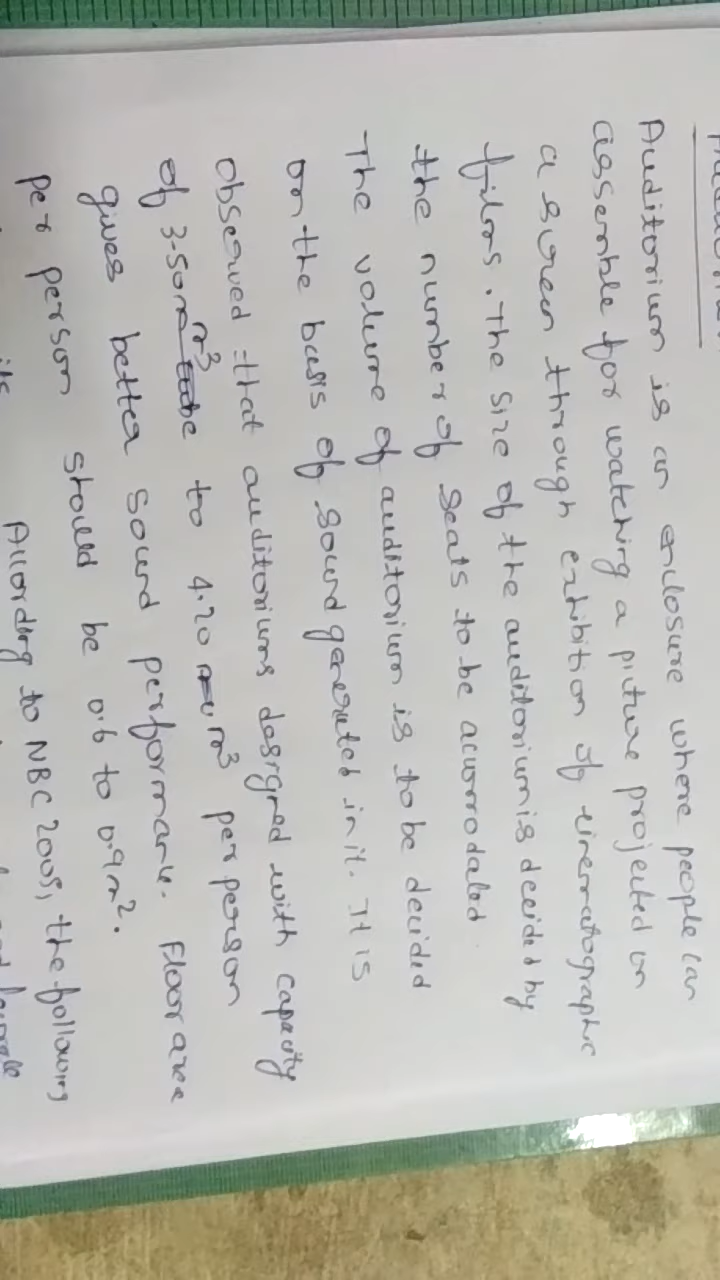 Auditorium is an enclosure where people can
assemble for watching a picture projected on
a screen through exhibition of cinematographic
films. The size of the auditorium is decided by
the number of seats to be accomodated.
The volume of auditorium is to be decided
on the basis of sound generated in it. It is
observed that auditoriums designed with capacity
of 3.50 m³ to 4.20 m³ per person
gives better sound performance. Floor area
per person should be 0.6 to 0.9 m².
According to NBC 2005, the following